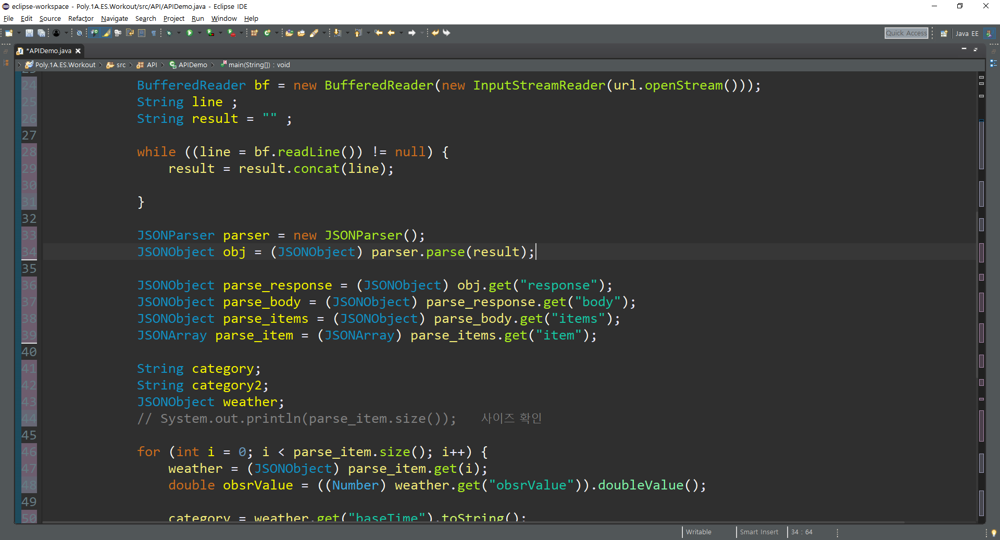 eclipse-workspace - Poly.1A.ES.Workout/src/API/APIDemo.java - Eclipse IDE
File Edit Source Refactor Navigate Search Project Run Window Help
Quick Access Java EE
*APIDemo.java
Poly.1A.ES.Workout src API APIDemo main(String[]) : void
24 BufferedReader bf = new BufferedReader(new InputStreamReader(url.openStream()));
25 String line ;
26 String result = "" ;
27
28 while ((line = bf.readLine()) != null) {
29 result = result.concat(line);
30
31 }
32
33 JSONParser parser = new JSONParser();
34 JSONObject obj = (JSONObject) parser.parse(result);
35
36 JSONObject parse_response = (JSONObject) obj.get("response");
37 JSONObject parse_body = (JSONObject) parse_response.get("body");
38 JSONObject parse_items = (JSONObject) parse_body.get("items");
39 JSONArray parse_item = (JSONArray) parse_items.get("item");
40
41 String category;
42 String category2;
43 JSONObject weather;
44 // System.out.println(parse_item.size()); 사이즈 확인
45
46 for (int i = 0; i < parse_item.size(); i++) {
47 weather = (JSONObject) parse_item.get(i);
48 double obsrValue = ((Number) weather.get("obsrValue")).doubleValue();
49
50 category = weather.get("baseTime").toString();
Writable Smart Insert 34 : 64